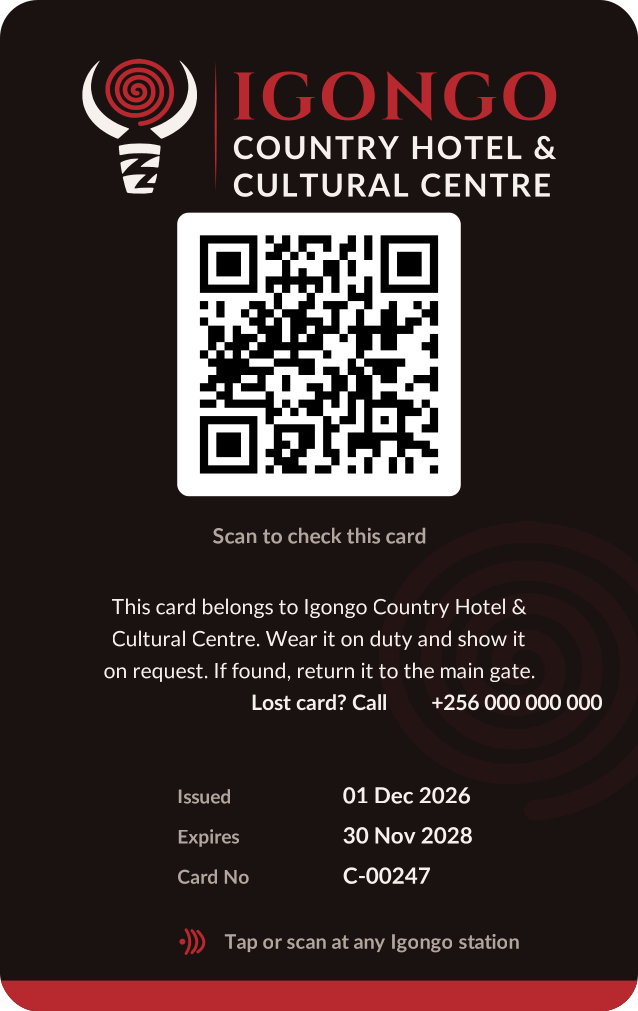 IGONGO
COUNTRY HOTEL &
CULTURAL CENTRE
Scan to check this card
This card belongs to Igongo Country Hotel &
Cultural Centre. Wear it on duty and show it
on request. If found, return it to the main gate.
Lost card? Call +256 000 000 000
Issued 01 Dec 2026
Expires 30 Nov 2028
Card No C-00247
Tap or scan at any Igongo station